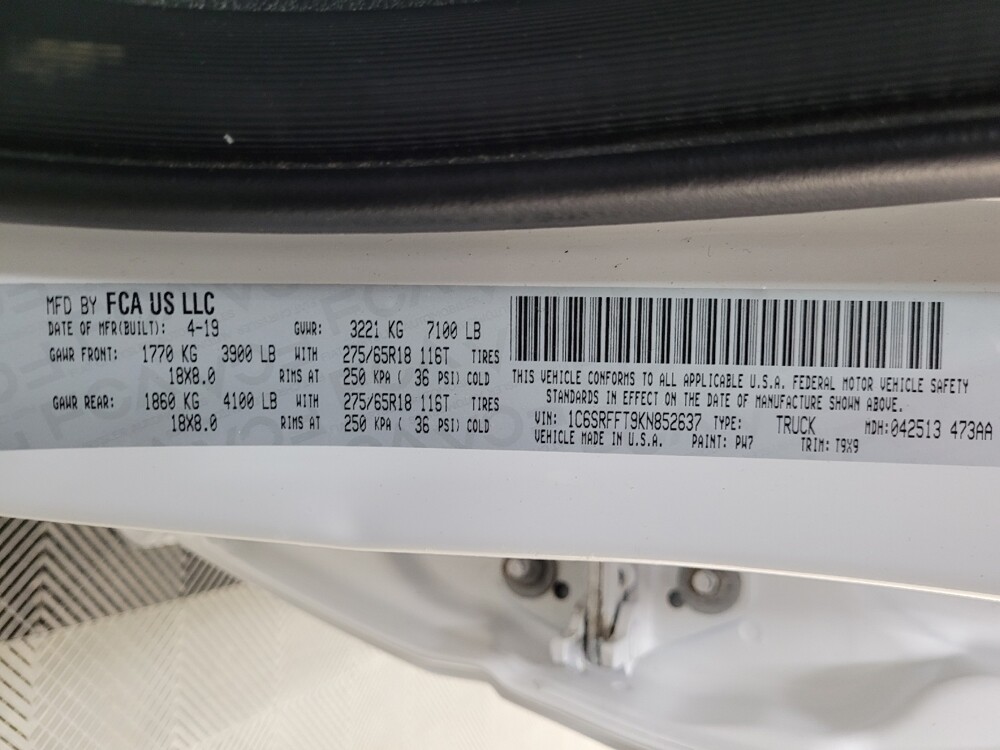 MFD BY FCA US LLC
DATE OF MFR(BUILT): 4-19 GVWR: 3221 KG 7100 LB
GAWR FRONT: 1770 KG 3900 LB WITH 275/65R18 116T TIRES
18X8.0 RIMS AT 250 KPA ( 36 PSI) COLD
GAWR REAR: 1860 KG 4100 LB WITH 275/65R18 116T TIRES
18X8.0 RIMS AT 250 KPA ( 36 PSI) COLD
THIS VEHICLE CONFORMS TO ALL APPLICABLE U.S.A. FEDERAL MOTOR VEHICLE SAFETY
STANDARDS IN EFFECT ON THE DATE OF MANUFACTURE SHOWN ABOVE.
VIN: 1C6SRFFT9KN852637 TYPE: TRUCK MDH:042513 473AA
VEHICLE MADE IN U.S.A. PAINT: PW7 TRIM: T9X9